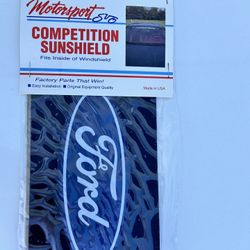 Motorsport
SVO
COMPETITION
SUNSHIELD
Fits Inside of Windshield
Factory Parts That Win!
■ Easy Installation ■ Original Equipment Quality
Made in USA
Ford